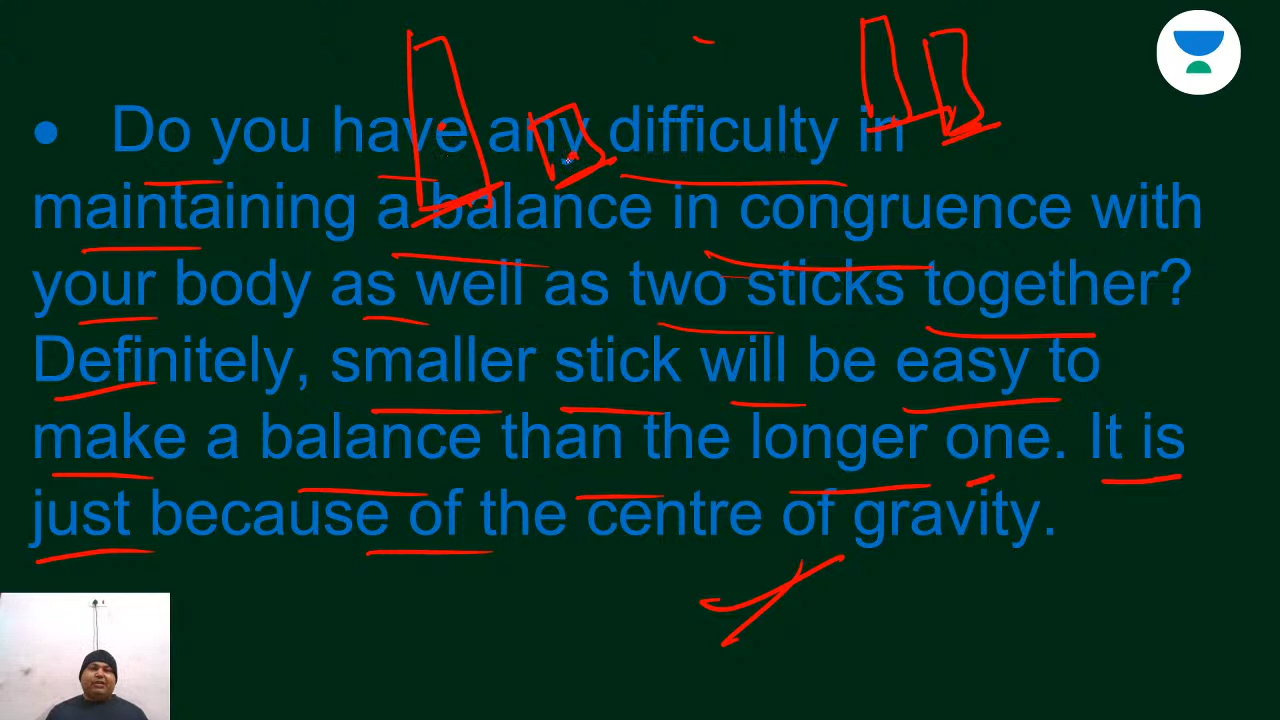 ● Do you have any difficulty in
maintaining a balance in congruence with
your body as well as two sticks together?
Definitely, smaller stick will be easy to
make a balance than the longer one. It is
just because of the centre of gravity.